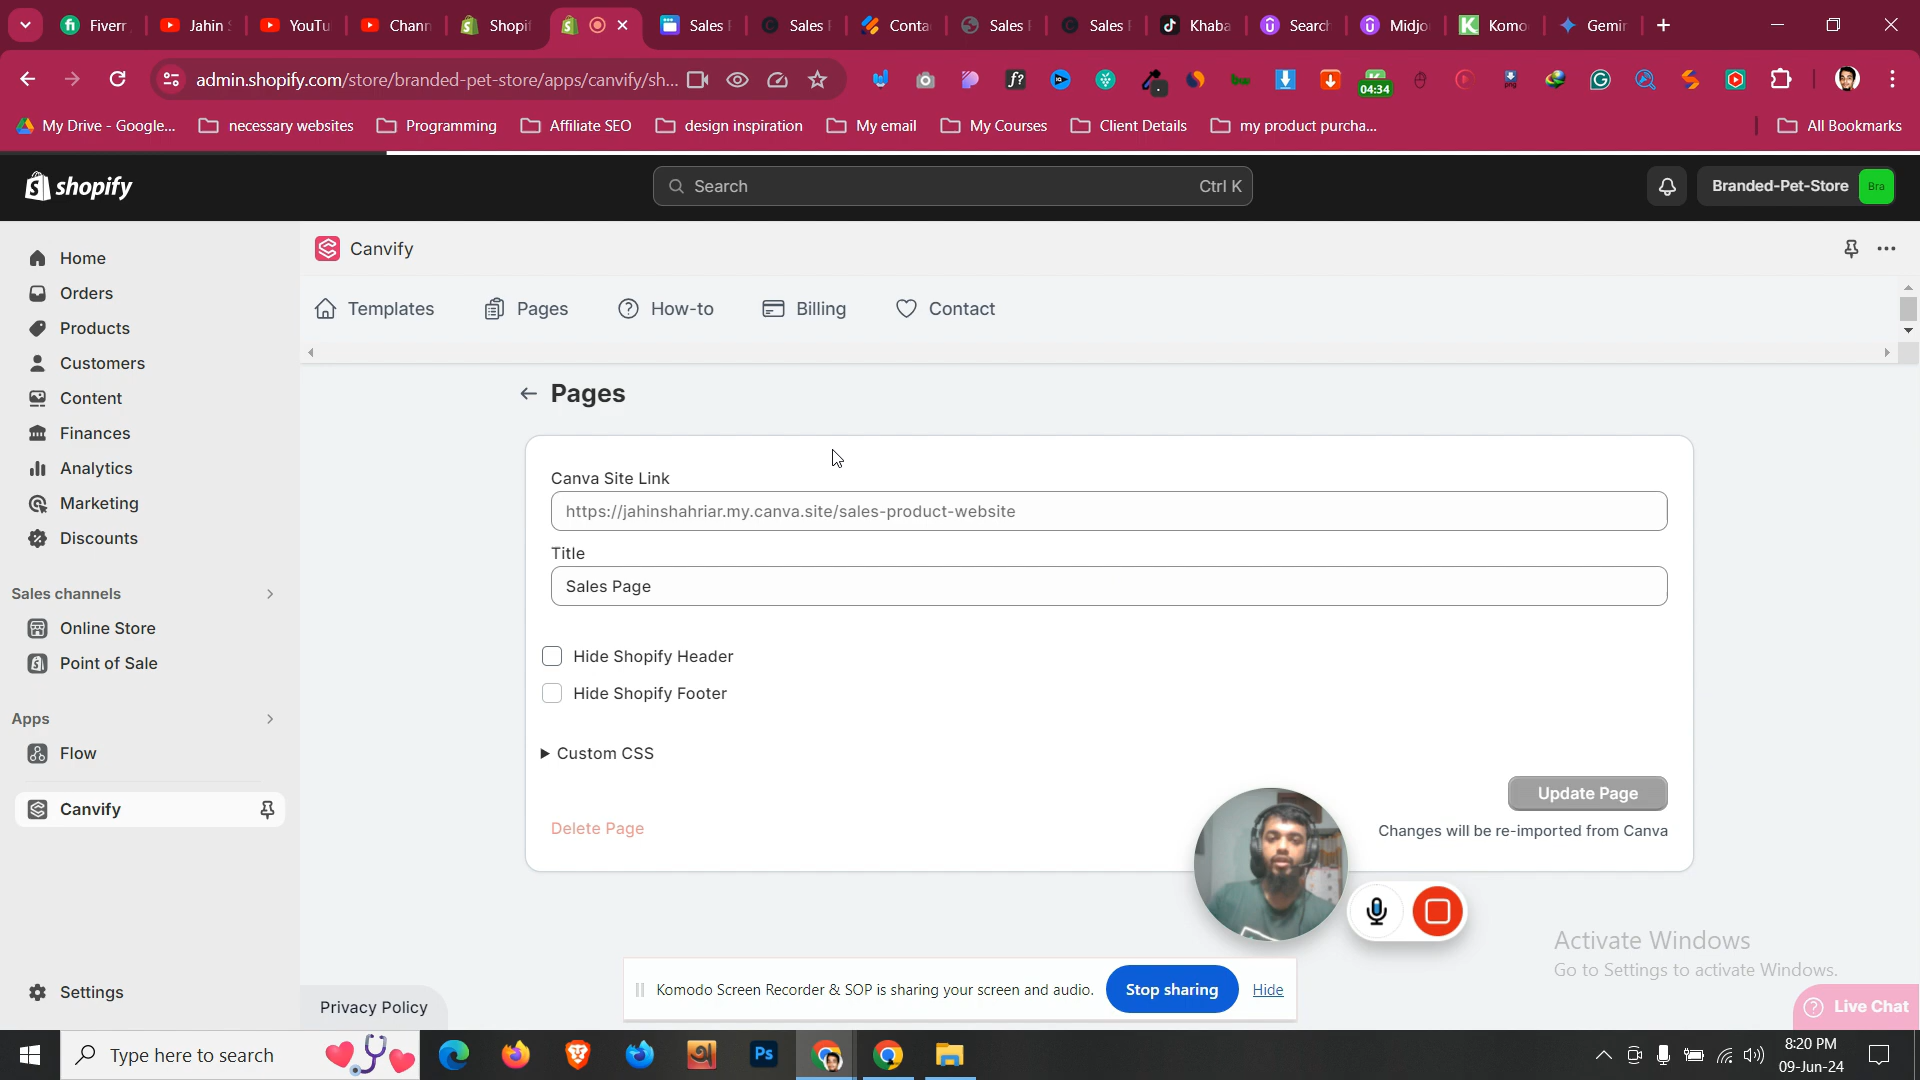 Fiverr
Jahin S
YouTu
Chann
Shopi
Sales P
Sales P
Conta
Sales P
Sales P
Khaba
Search
Midjo
Komo
Gemin
admin.shopify.com/store/branded-pet-store/apps/canvify/sh...
04:34
My Drive - Google...
necessary websites
Programming
Affiliate SEO
design inspiration
My email
My Courses
Client Details
my product purcha...
All Bookmarks
shopify
Search
Ctrl K
Branded-Pet-Store
Bra
Home
Orders
Products
Customers
Content
Finances
Analytics
Marketing
Discounts
Sales channels
Online Store
Point of Sale
Apps
Flow
Canvify
Settings
Canvify
Templates
Pages
How-to
Billing
Contact
Pages
Canva Site Link
https://jahinshahriar.my.canva.site/sales-product-website
Title
Sales Page
Hide Shopify Header
Hide Shopify Footer
Custom CSS
Update Page
Delete Page
Changes will be re-imported from Canva
Activate Windows
Go to Settings to activate Windows.
Komodo Screen Recorder & SOP is sharing your screen and audio.
Stop sharing
Hide
Privacy Policy
Live Chat
Type here to search
Ps
8:20 PM
09-Jun-24